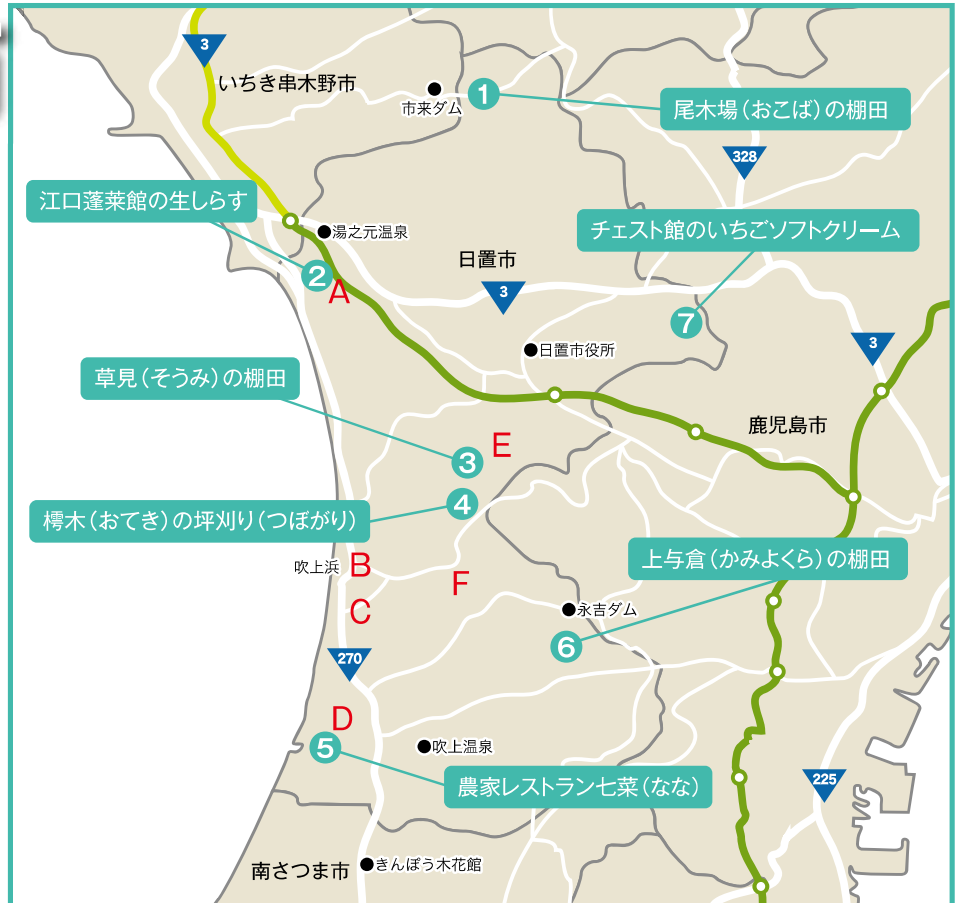 3
いちき串木野市
市来ダム
1
尾木場（おこば）の棚田
328
江口蓬莱館の生しらす
湯之元温泉
チェスト館のいちごソフトクリーム
日置市
2
A
3
7
日置市役所
3
草見（そうみ）の棚田
鹿児島市
E
3
4
樗木（おてき）の坪刈り（つぼがり）
吹上浜
B
上与倉（かみよくら）の棚田
F
C
永吉ダム
6
270
D
5
吹上温泉
農家レストラン七菜（なな）
225
南さつま市
きんぽう木花館